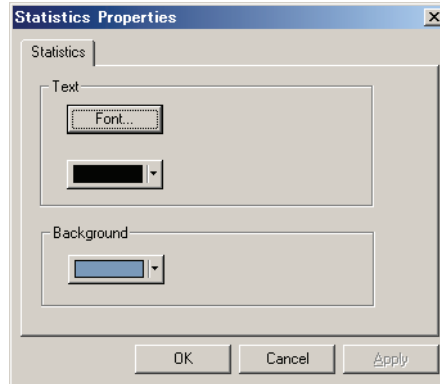 Statistics Properties
Statistics
Text
Font...
Background
OK
Cancel
Apply